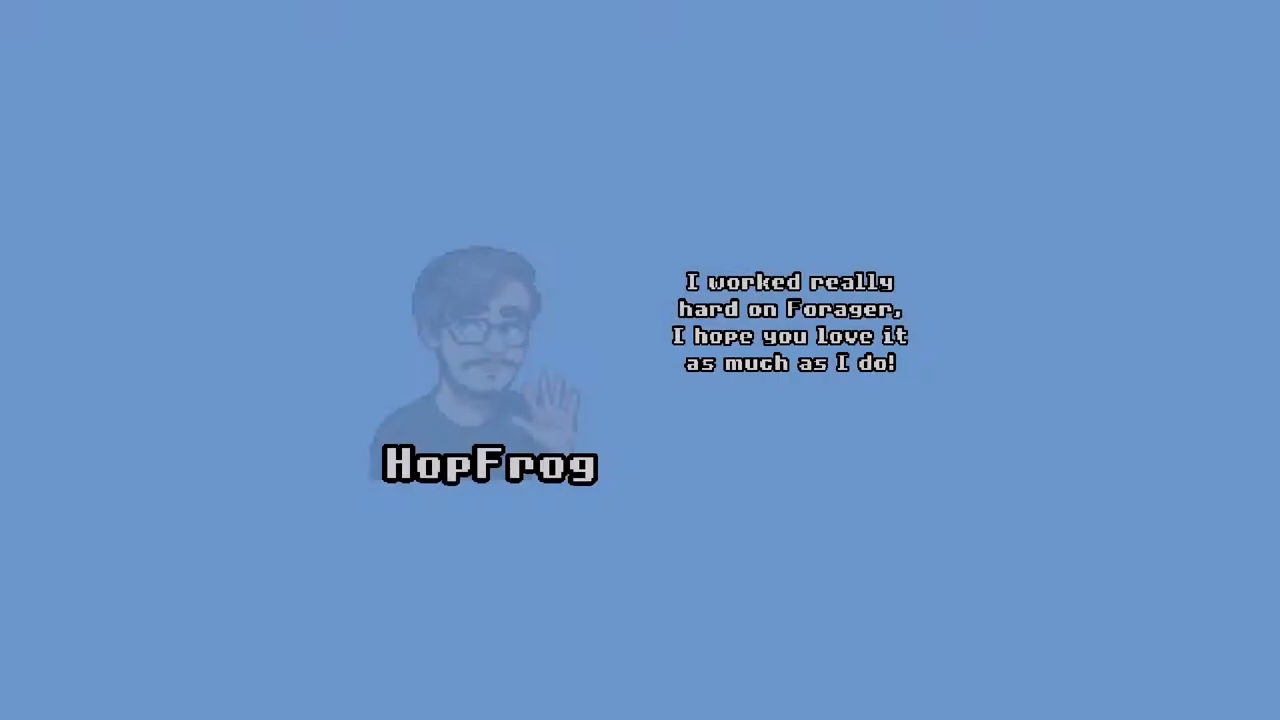 I worked really
hard on Forager,
I hope you love it
as much as I do!
HopFrog